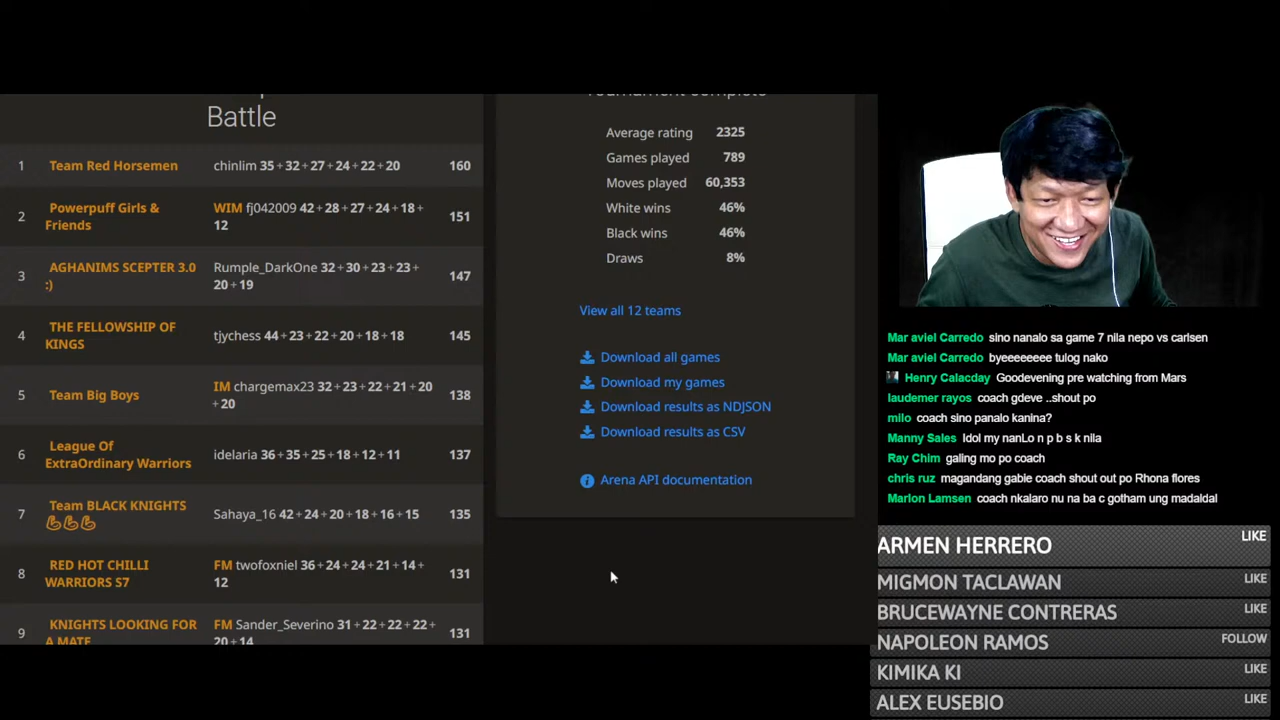 Battle
1 Team Red Horsemen chinlim 35+32+27+24+22+20 160
2 Powerpuff Girls & Friends WIM fj042009 42+28+27+24+18+ 12 151
3 AGHANIMS SCEPTER 3.0 :) Rumple_DarkOne 32+30+23+23+ 20+19 147
4 THE FELLOWSHIP OF KINGS tjychess 44+23+22+20+18+18 145
5 Team Big Boys IM chargemax23 32+23+22+21+20 +20 138
6 League Of ExtraOrdinary Warriors idelaria 36+35+25+18+12+11 137
7 Team BLACK KNIGHTS 💪💪💪 Sahaya_16 42+24+20+18+16+15 135
8 RED HOT CHILLI WARRIORS S7 FM twofoxniel 36+24+24+21+14+ 12 131
9 KNIGHTS LOOKING FOR A MATE FM Sander_Severino 31+22+22+22+ 20+14 131
Tournament complete
Average rating 2325
Games played 789
Moves played 60,353
White wins 46%
Black wins 46%
Draws 8%
View all 12 teams
Download all games
Download my games
Download results as NDJSON
Download results as CSV
Arena API documentation
Mar aviel Carredo sino nanalo sa game 7 nila nepo vs carlsen
Mar aviel Carredo byeeeeeeee tulog nako
Henry Calacday Goodevening pre watching from Mars
laudemer rayos coach gdeve ..shout po
milo coach sino panalo kanina?
Manny Sales Idol my nanLo n p b s k nila
Ray Chim galing mo po coach
chris ruz magandang gabie coach shout out po Rhona flores
Marlon Lamsen coach nkalaro nu na ba c gotham ung madaldal
ARMEN HERRERO LIKE
MIGMON TACLAWAN LIKE
BRUCEWAYNE CONTRERAS LIKE
NAPOLEON RAMOS FOLLOW
KIMIKA KI LIKE
ALEX EUSEBIO LIKE